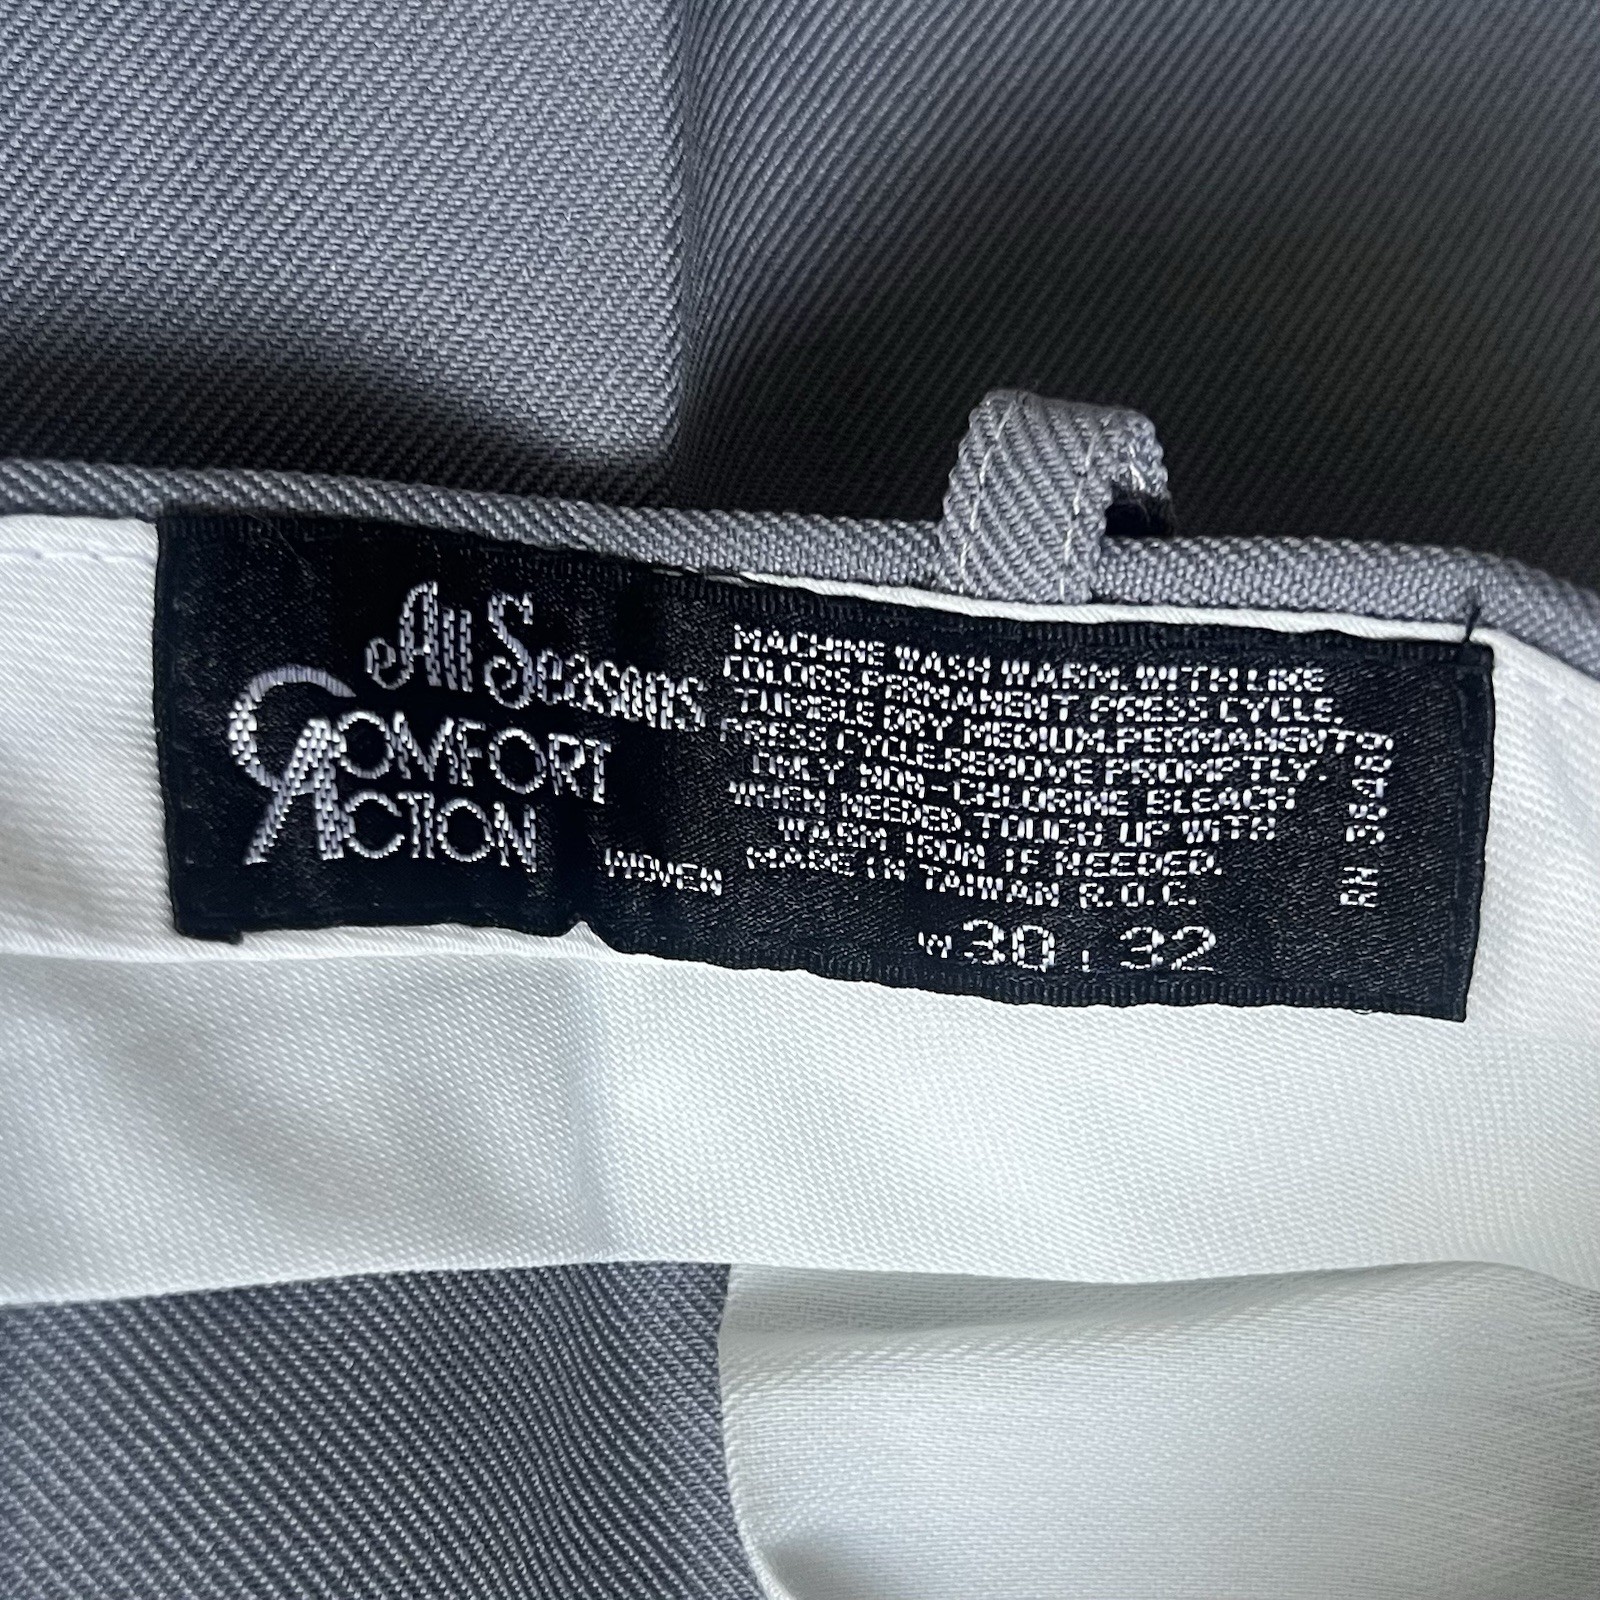 All Seasons
COMFORT
ACTION
WOVEN
MACHINE WASH WARM. WITH LIKE
COLORS. PERMANENT PRESS CYCLE.
TUMBLE DRY MEDIUM. PERMANENT
PRESS CYCLE. REMOVE PROMPTLY.
ONLY NON-CHLORINE BLEACH
WHEN NEEDED. TOUCH UP WITH
WARM IRON IF NEEDED.
MADE IN TAIWAN R.O.C.
W 30 L 32
RN